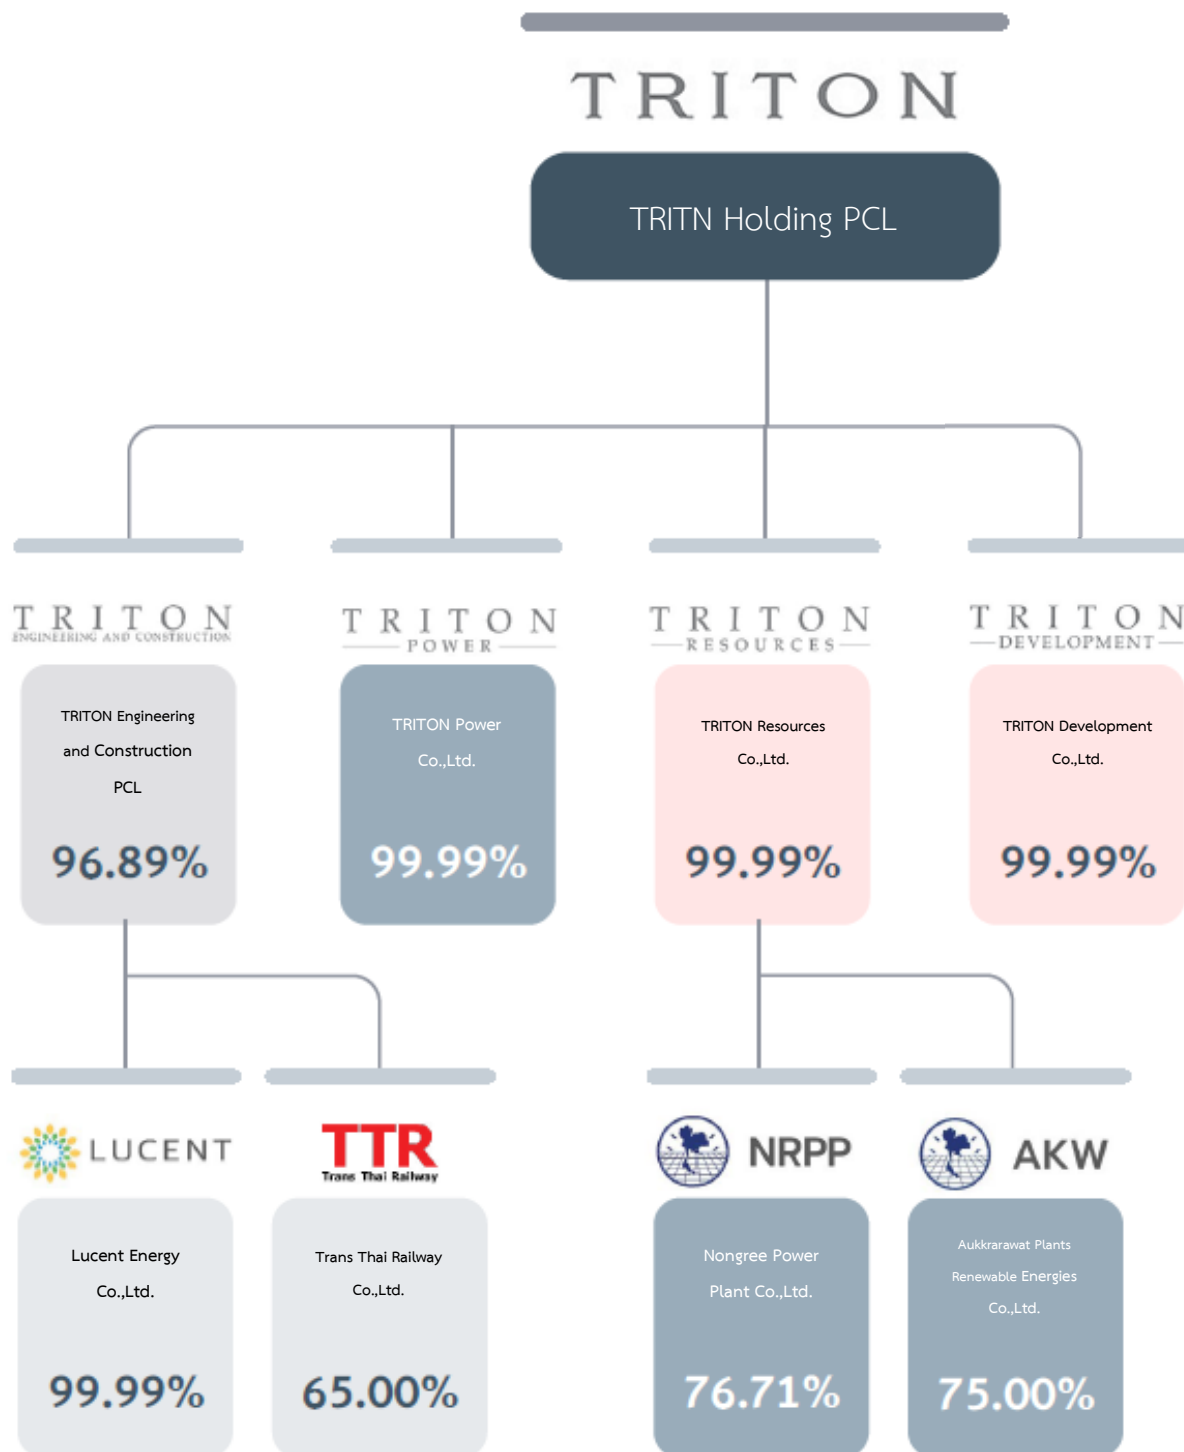 TRITON
TRITN Holding PCL
TRITON
ENGINEERING AND CONSTRUCTION
TRITON Engineering
and Construction
PCL
96.89%
TRITON
POWER
TRITON Power
Co.,Ltd.
99.99%
TRITON
RESOURCES
TRITON Resources
Co.,Ltd.
99.99%
TRITON
DEVELOPMENT
TRITON Development
Co.,Ltd.
99.99%
LUCENT
Lucent Energy
Co.,Ltd.
99.99%
TTR
Trans Thai Railway
Trans Thai Railway
Co.,Ltd.
65.00%
NRPP
Nongree Power
Plant Co.,Ltd.
76.71%
AKW
Aukkrarawat Plants
Renewable Energies
Co.,Ltd.
75.00%